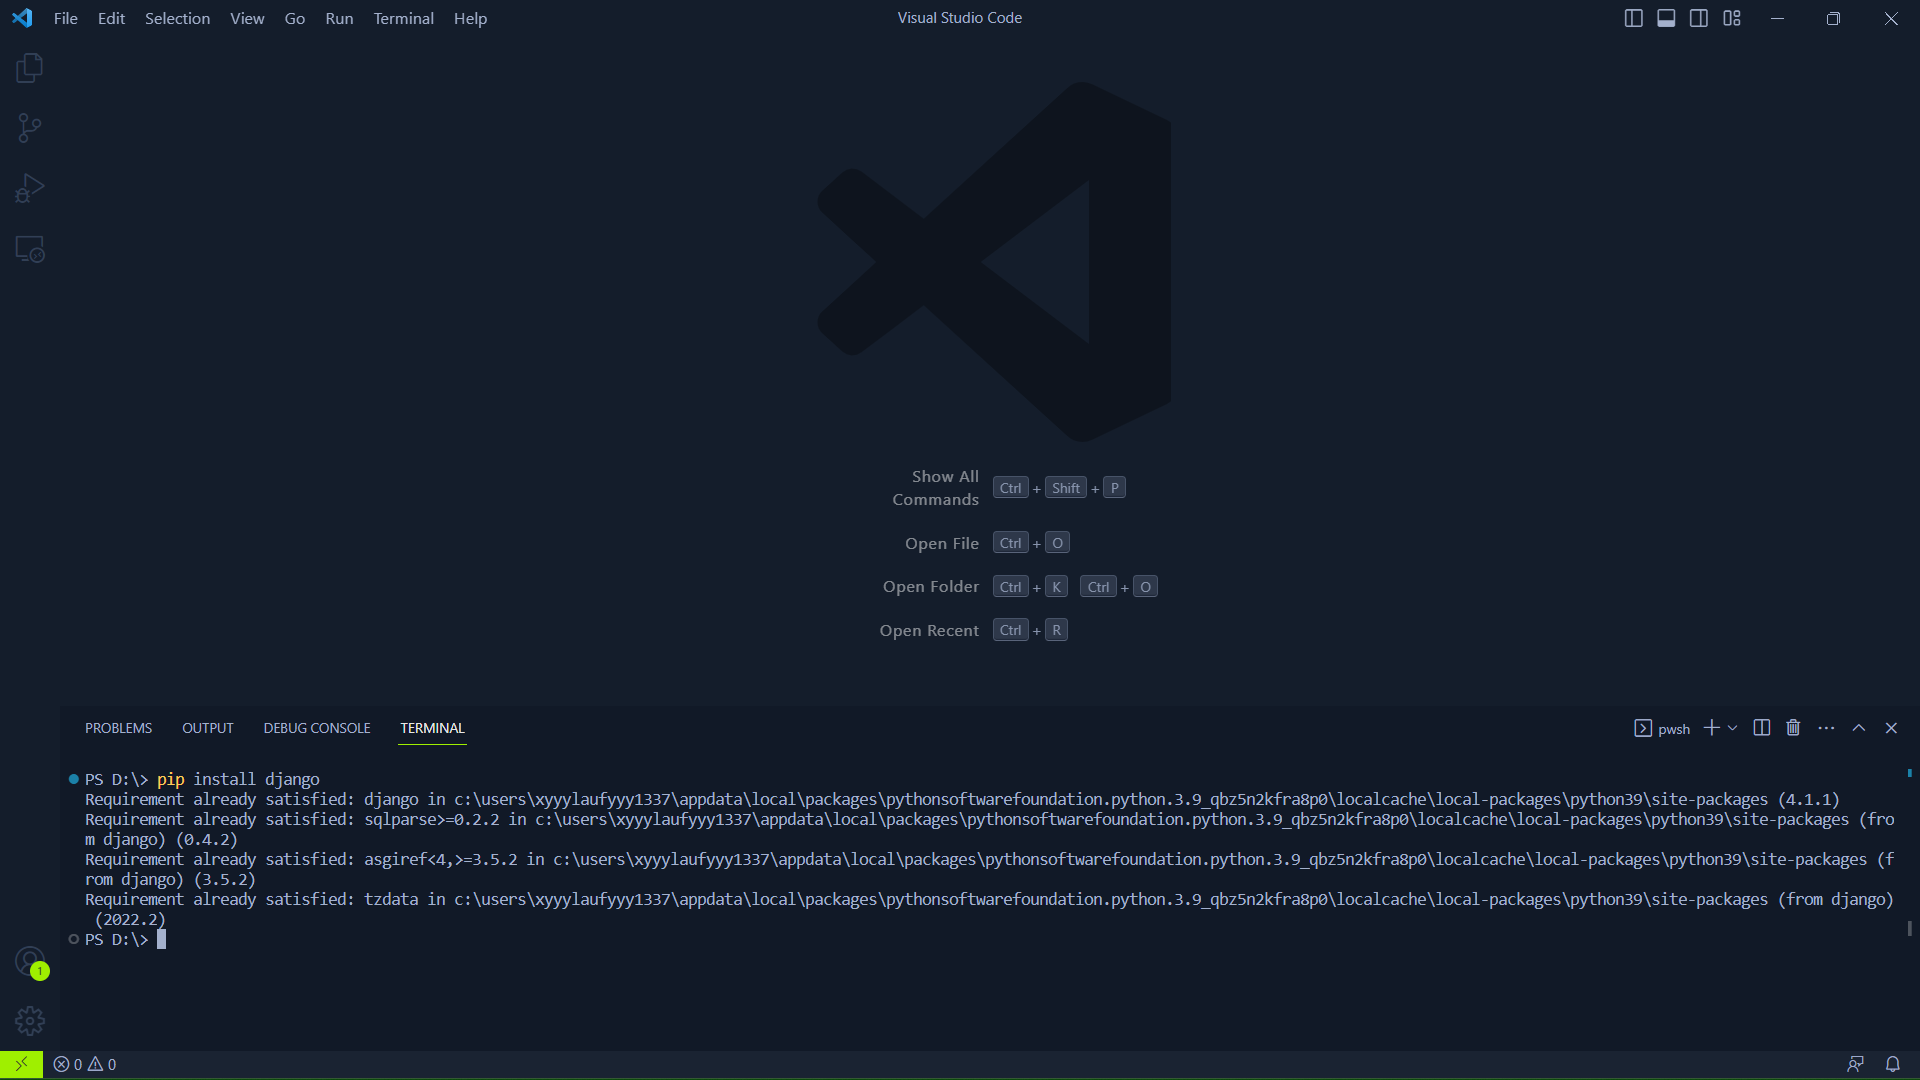 File Edit Selection View Go Run Terminal Help
Visual Studio Code
Show All
Commands
Ctrl + Shift + P
Open File Ctrl + O
Open Folder Ctrl + K Ctrl + O
Open Recent Ctrl + R
PROBLEMS OUTPUT DEBUG CONSOLE TERMINAL
pwsh
PS D:\> pip install django
Requirement already satisfied: django in c:\users\xyyylaufyyy1337\appdata\local\packages\pythonsoftwarefoundation.python.3.9_qbz5n2kfra8p0\localcache\local-packages\python39\site-packages (4.1.1)
Requirement already satisfied: sqlparse>=0.2.2 in c:\users\xyyylaufyyy1337\appdata\local\packages\pythonsoftwarefoundation.python.3.9_qbz5n2kfra8p0\localcache\local-packages\python39\site-packages (fro
m django) (0.4.2)
Requirement already satisfied: asgiref<4,>=3.5.2 in c:\users\xyyylaufyyy1337\appdata\local\packages\pythonsoftwarefoundation.python.3.9_qbz5n2kfra8p0\localcache\local-packages\python39\site-packages (f
rom django) (3.5.2)
Requirement already satisfied: tzdata in c:\users\xyyylaufyyy1337\appdata\local\packages\pythonsoftwarefoundation.python.3.9_qbz5n2kfra8p0\localcache\local-packages\python39\site-packages (from django)
(2022.2)
PS D:\>
1
0 0